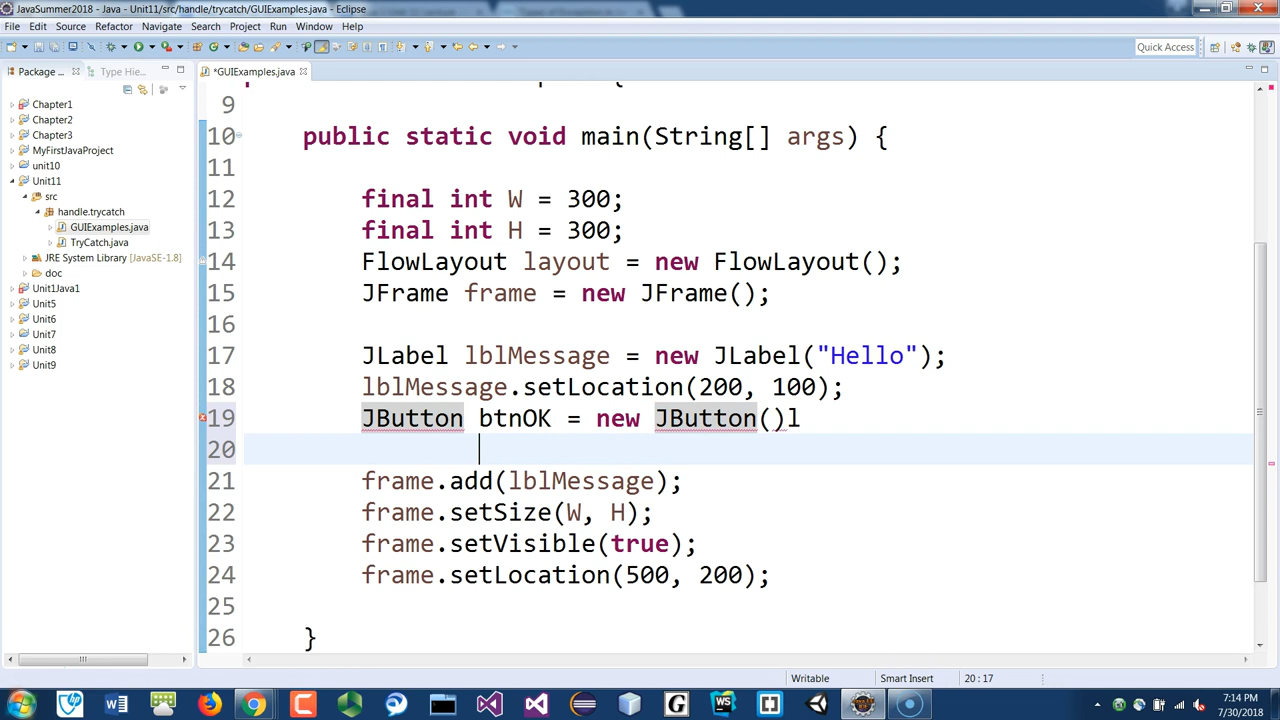 JavaSummer2018 - Java - Unit11/src/handle/trycatch/GUIExamples.java - Eclipse
File Edit Source Refactor Navigate Search Project Run Window Help
Quick Access
Package ...
Type Hie...
*GUIExamples.java
Chapter1
Chapter2
Chapter3
MyFirstJavaProject
unit10
Unit11
src
handle.trycatch
GUIExamples.java
TryCatch.java
JRE System Library [JavaSE-1.8]
doc
Unit1Java1
Unit5
Unit6
Unit7
Unit8
Unit9
9
10 public static void main(String[] args) {
11
12 final int W = 300;
13 final int H = 300;
14 FlowLayout layout = new FlowLayout();
15 JFrame frame = new JFrame();
16
17 JLabel lblMessage = new JLabel("Hello");
18 lblMessage.setLocation(200, 100);
19 JButton btnOK = new JButton()l
20
21 frame.add(lblMessage);
22 frame.setSize(W, H);
23 frame.setVisible(true);
24 frame.setLocation(500, 200);
25
26 }
Writable Smart Insert 20 : 17
7:14 PM
7/30/2018